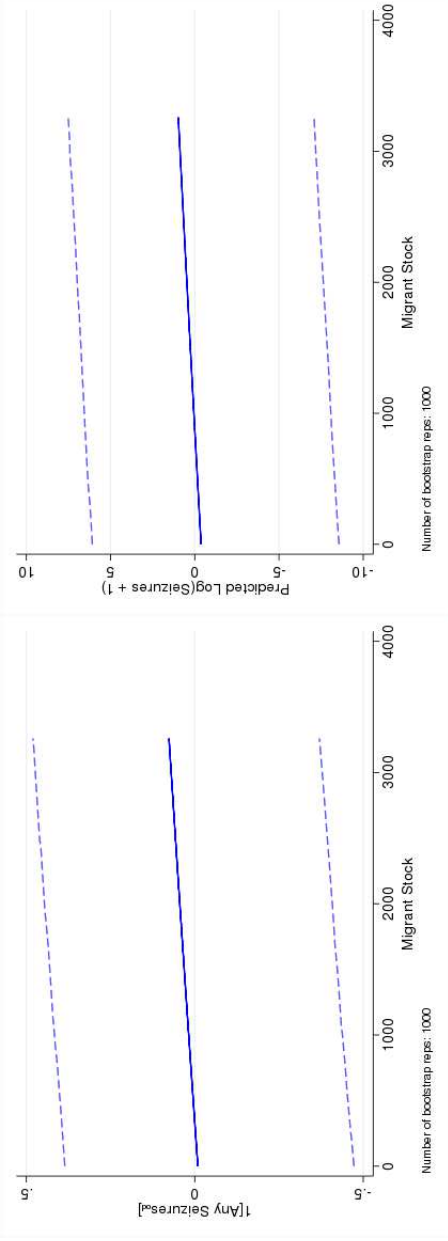 1[Any Seizuresod]
.5
0
-.5
0 1000 2000 3000 4000
Migrant Stock
Number of bootstrap reps: 1000
Predicted Log(Seizures + 1)
10
5
0
-5
-10
0 1000 2000 3000 4000
Migrant Stock
Number of bootstrap reps: 1000